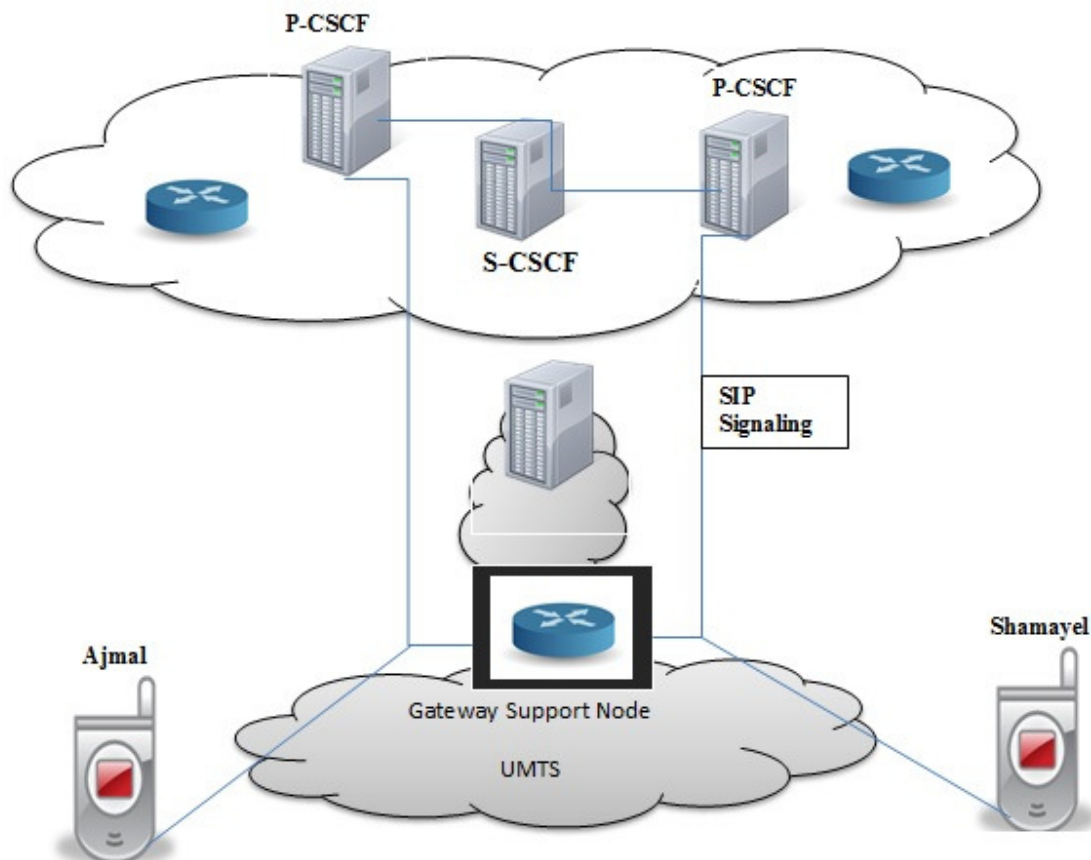 P-CSCF
P-CSCF
S-CSCF
SIP
Signaling
Shamayel
Ajmal
Gateway Support Node
UMTS